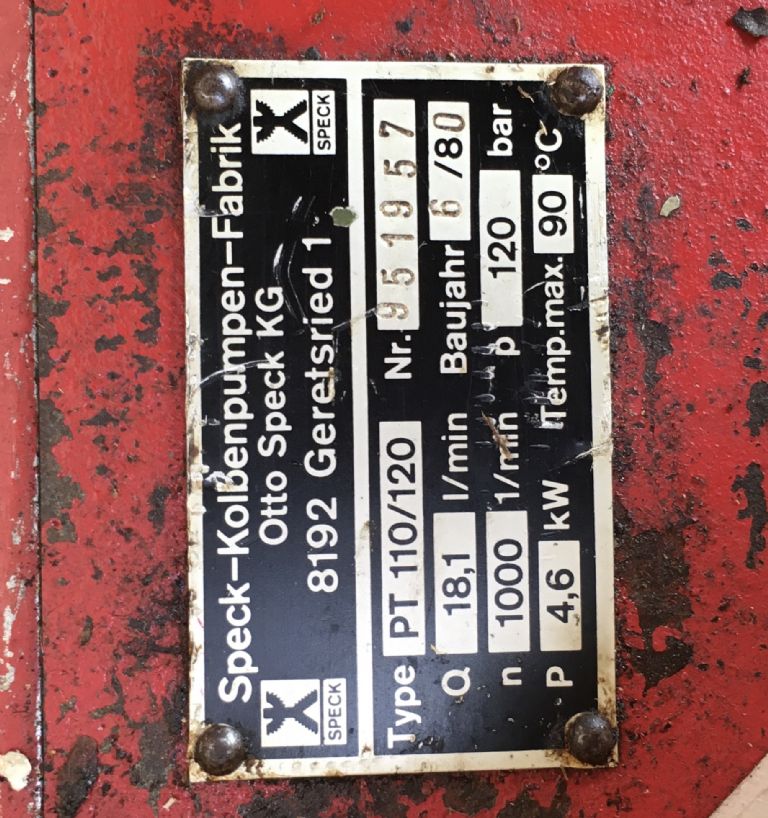 SPECK
Speck-Kolbenpumpen-Fabrik
SPECK
Otto Speck KG
8192 Geretsried 1
Type PT 110/120 Nr. 951957
Q 18,1 l/min Baujahr 6/80
n 1000 1/min p 120 bar
P 4,6 kW Temp.max. 90 °C